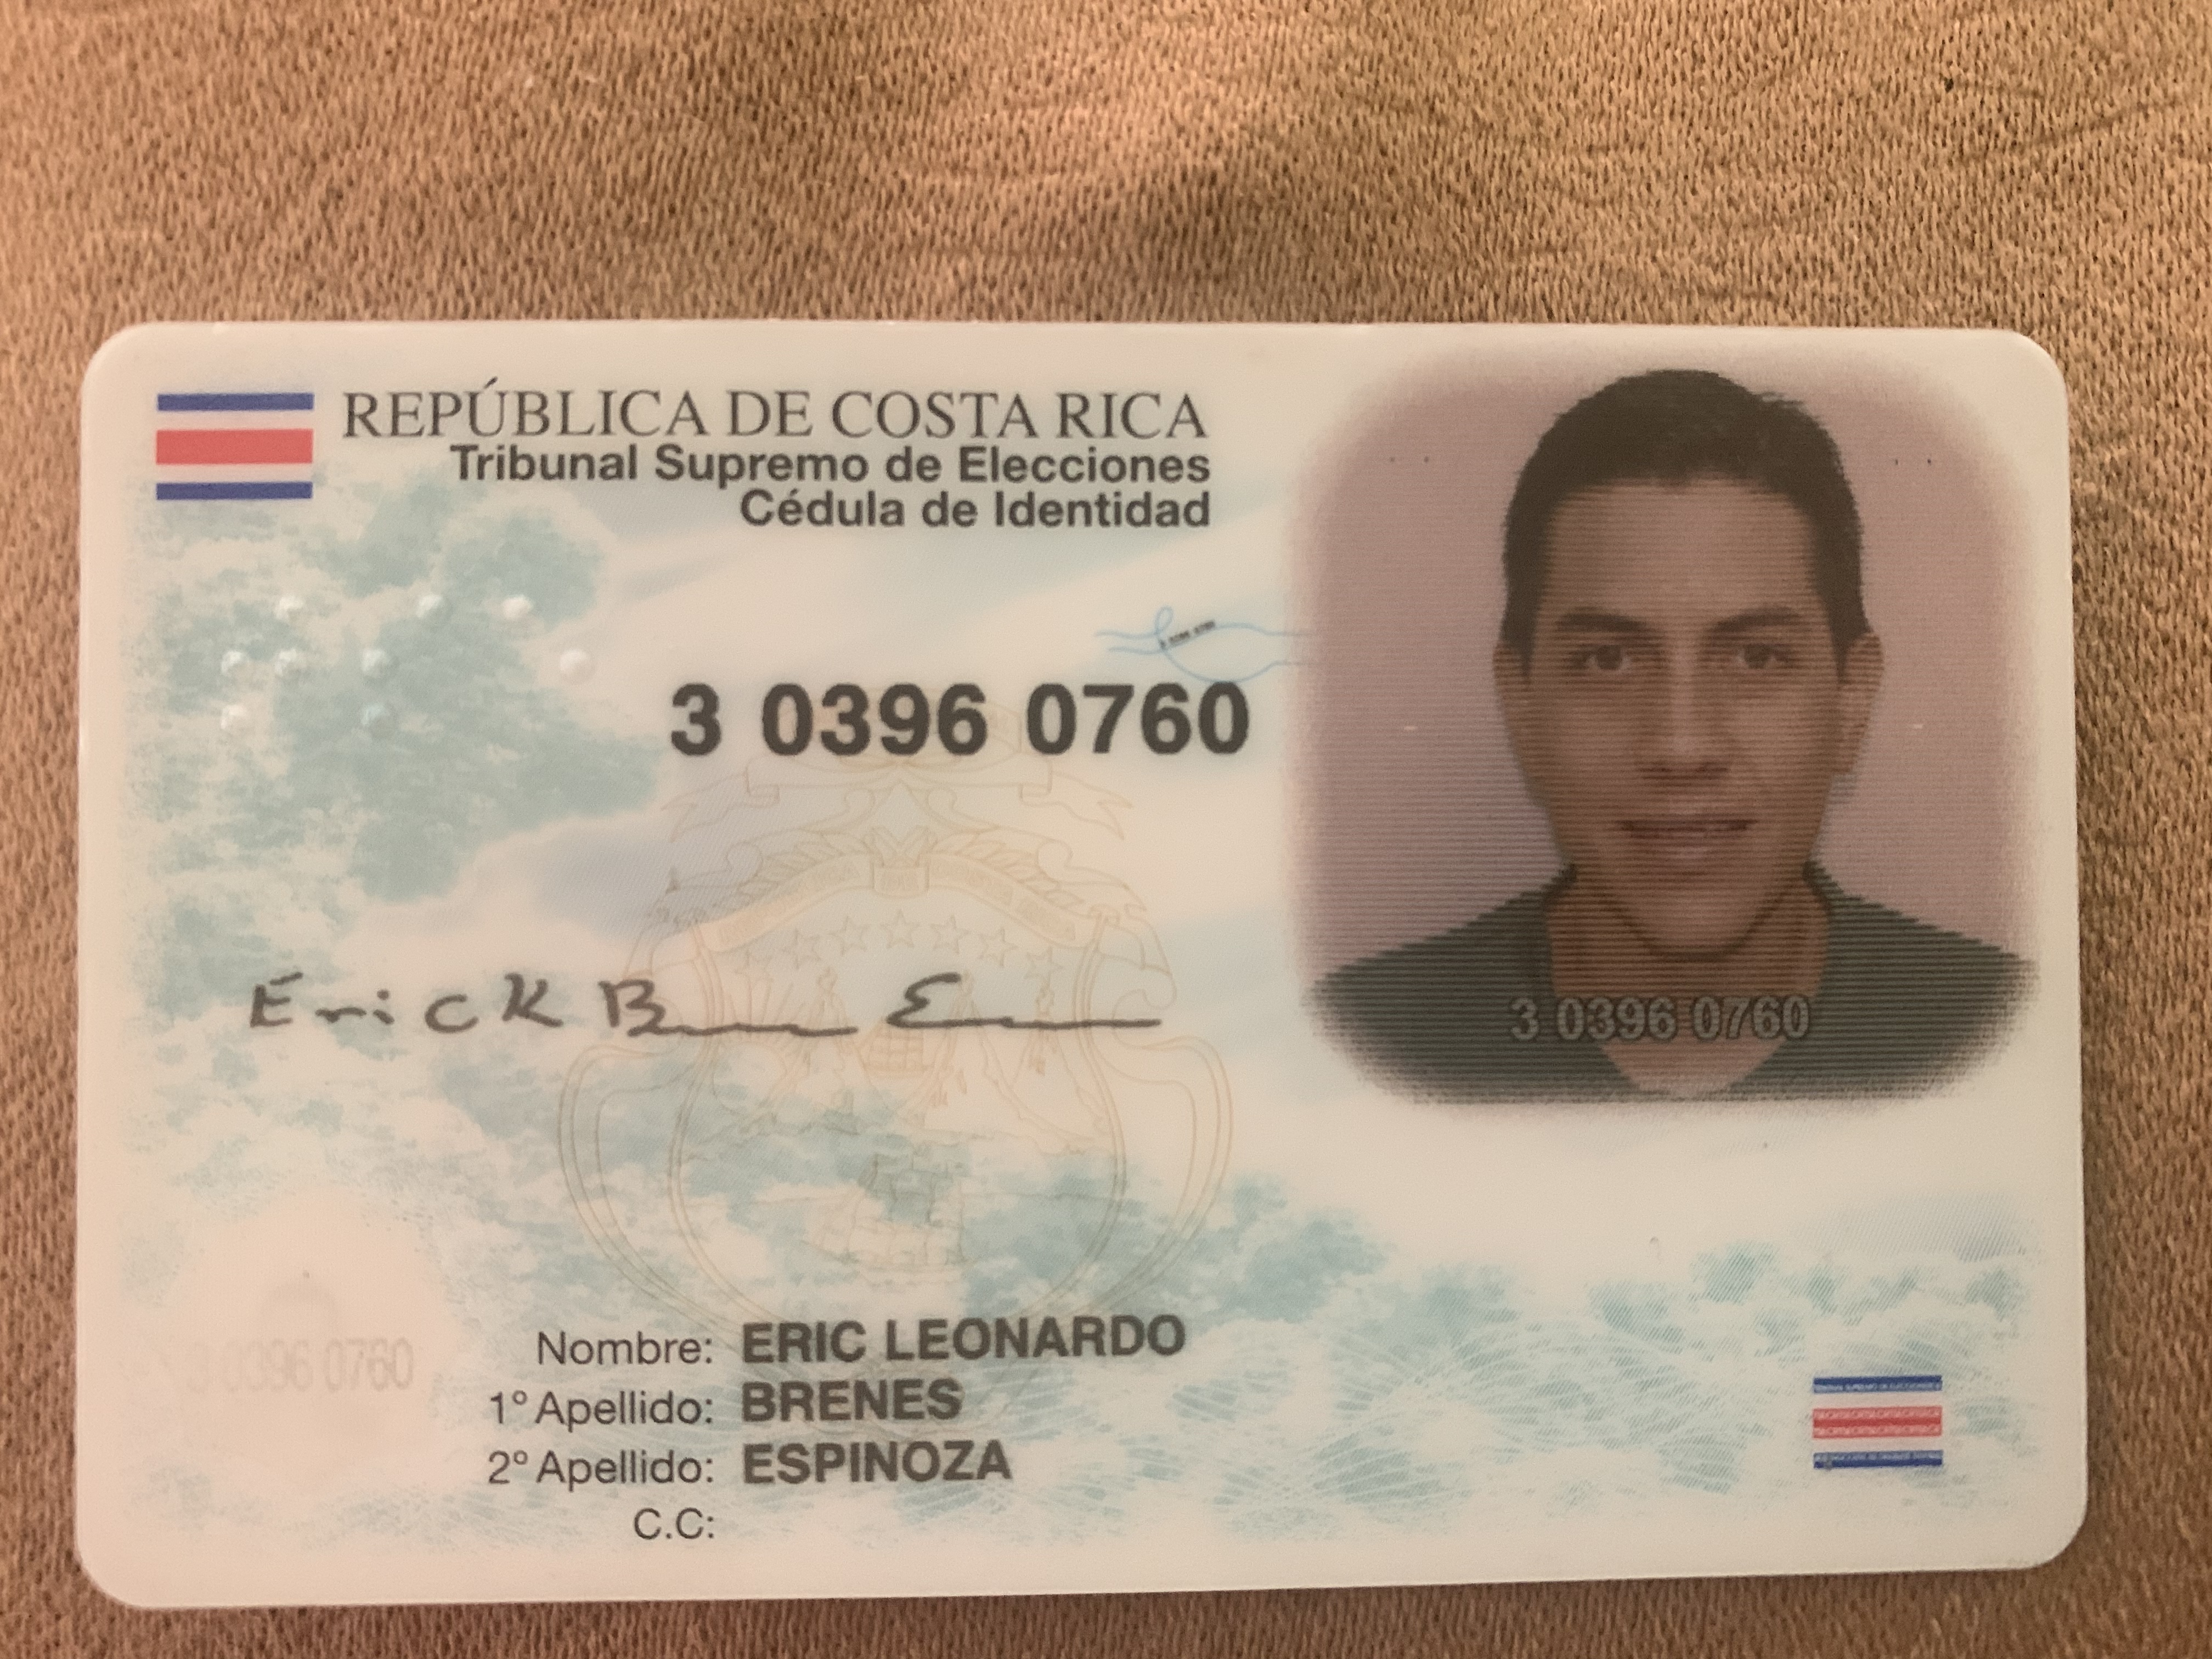 REPÚBLICA DE COSTA RICA
Tribunal Supremo de Elecciones
Cédula de Identidad
3 0396 0760
Erick B E
3 0396 0760
Nombre: ERIC LEONARDO
1° Apellido: BRENES
2° Apellido: ESPINOZA
C.C:
3 0396 0760